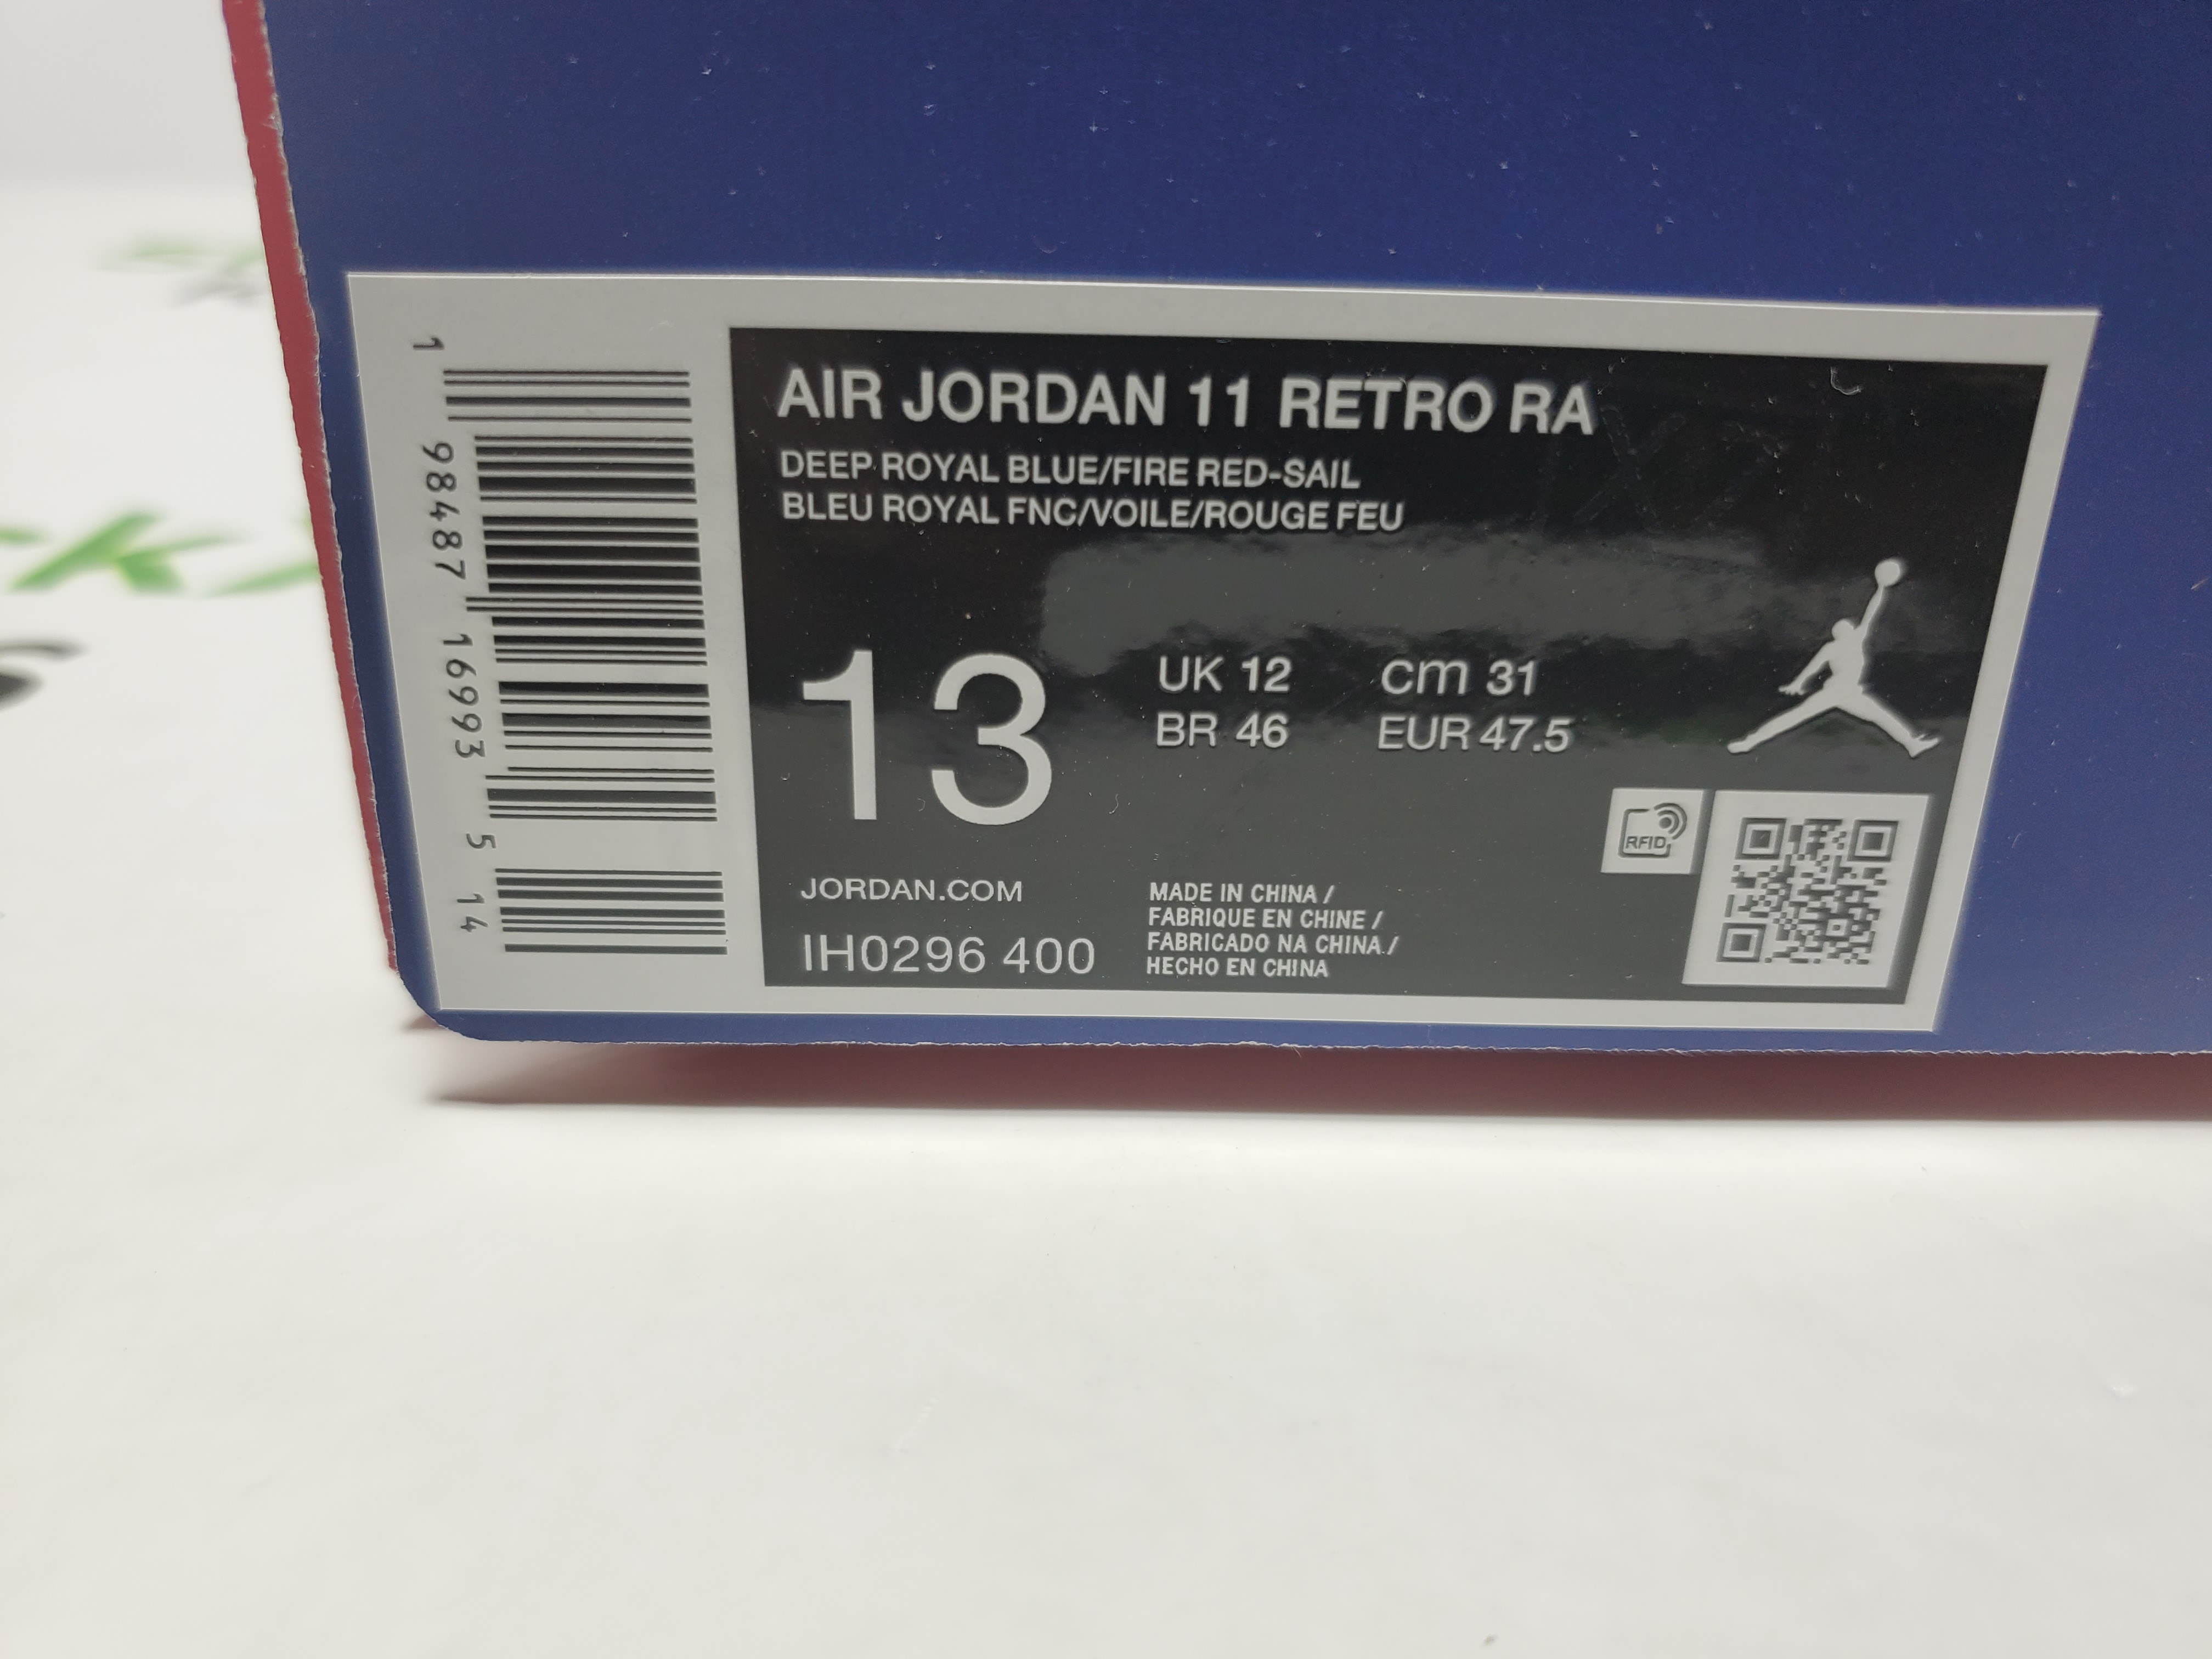 AIR JORDAN 11 RETRO RA
DEEP ROYAL BLUE/FIRE RED-SAIL
BLEU ROYAL FNC/VOILE/ROUGE FEU
13
UK 12
cm 31
BR 46
EUR 47.5
RFID
JORDAN.COM
IH0296 400
MADE IN CHINA /
FABRIQUE EN CHINE /
FABRICADO NA CHINA /
HECHO EN CHINA
1 98487 16993 5 14